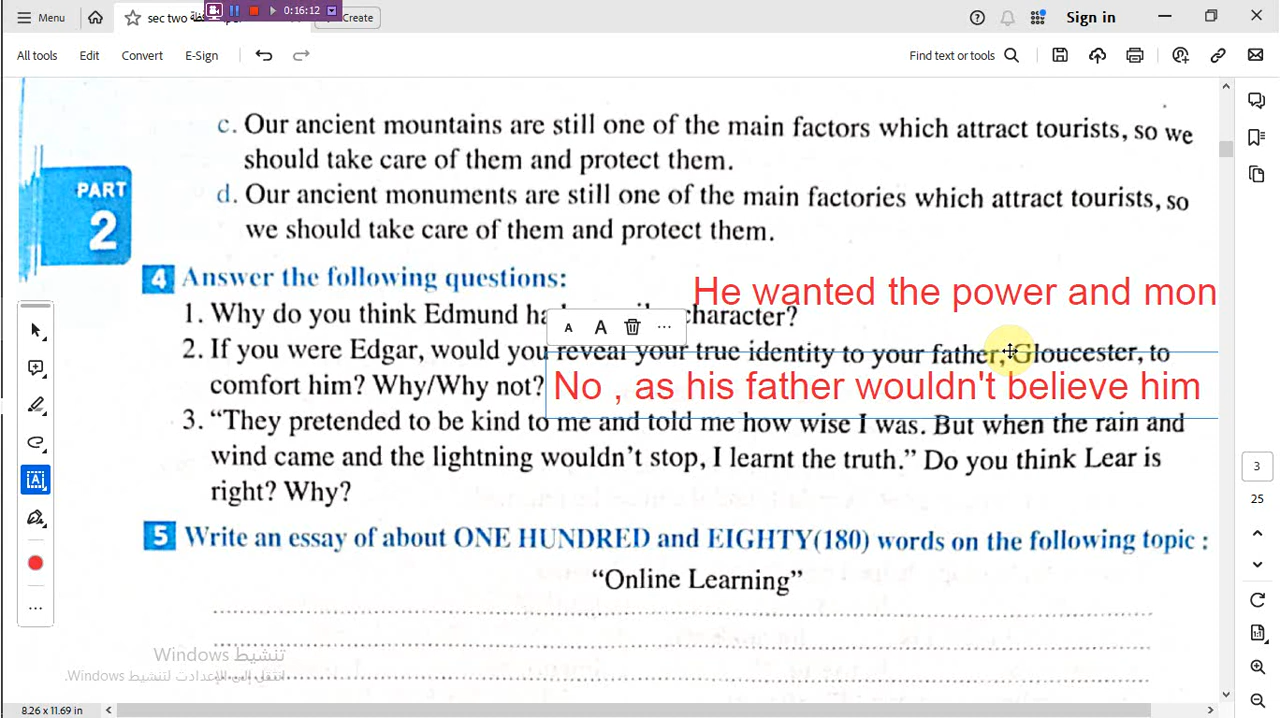 Menu
sec two
0:16:12
Create
Sign in
All tools
Edit
Convert
E-Sign
Find text or tools
c. Our ancient mountains are still one of the main factors which attract tourists, so we
should take care of them and protect them.
PART
2
d. Our ancient monuments are still one of the main factories which attract tourists, so
we should take care of them and protect them.
4 Answer the following questions:
He wanted the power and mon
1. Why do you think Edmund ha character?
A A ...
2. If you were Edgar, would you reveal your true identity to your father, Gloucester, to
comfort him? Why/Why not?
No , as his father wouldn't believe him
3. “They pretended to be kind to me and told me how wise I was. But when the rain and
wind came and the lightning wouldn’t stop, I learnt the truth.” Do you think Lear is
right? Why?
3
25
5 Write an essay of about ONE HUNDRED and EIGHTY(180) words on the following topic :
“Online Learning”
تنشيط Windows
انتقل إلى الإعدادات لتنشيط Windows.
8.26 x 11.69 in